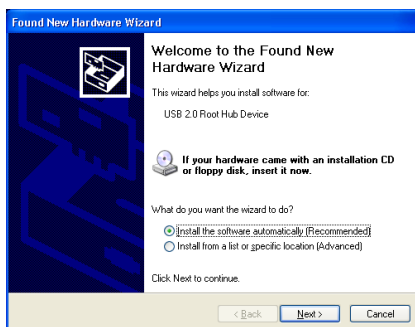 Found New Hardware Wizard
Welcome to the Found New
Hardware Wizard
This wizard helps you install software for:
USB 2.0 Root Hub Device
If your hardware came with an installation CD
or floppy disk, insert it now.
What do you want the wizard to do?
Install the software automatically (Recommended)
Install from a list or specific location (Advanced)
Click Next to continue.
< Back Next > Cancel